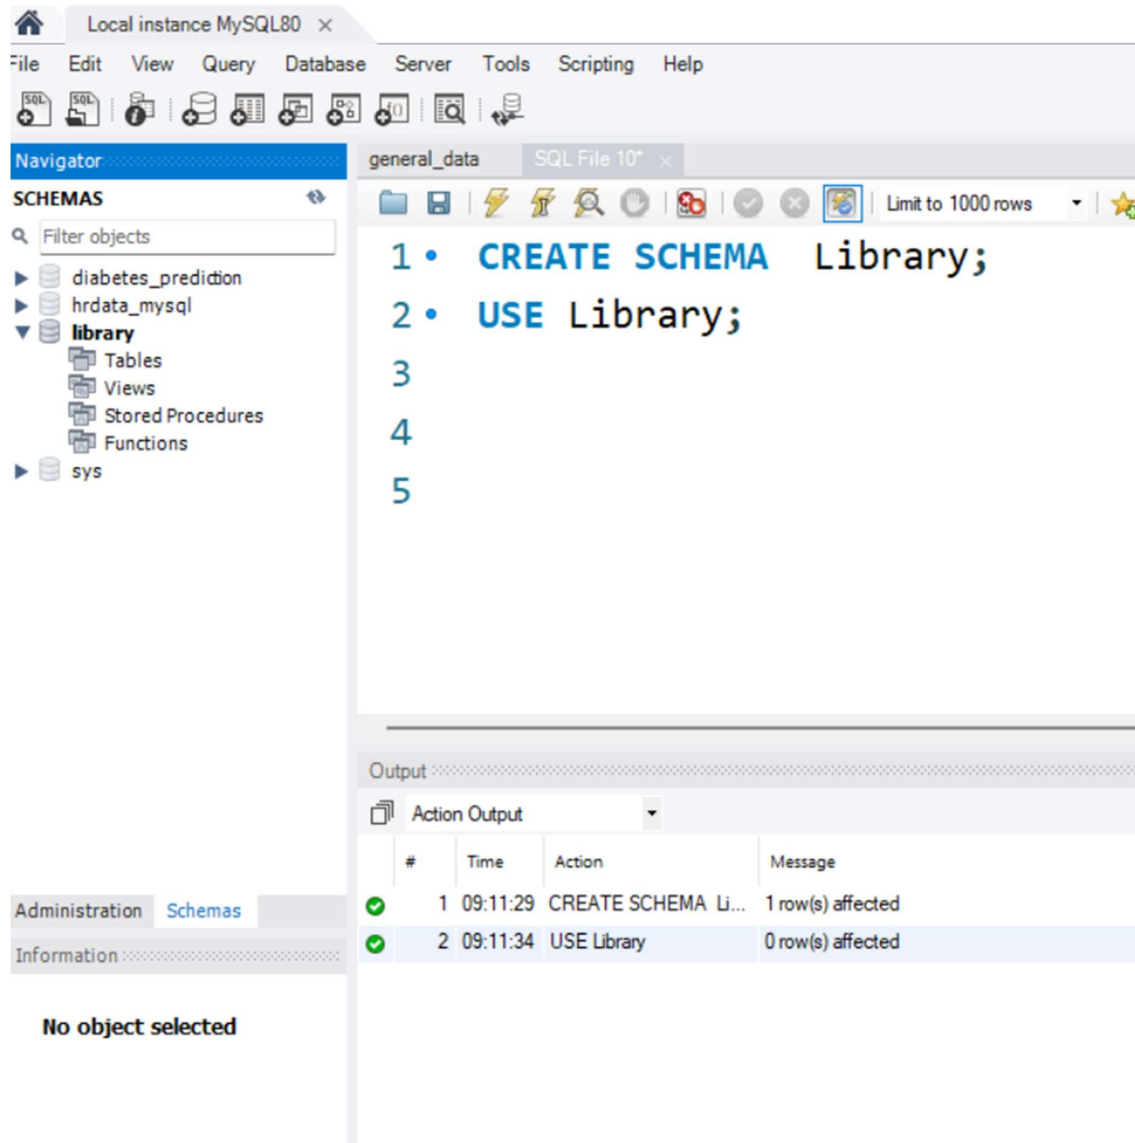 Local instance MySQL80 ×
File Edit View Query Database Server Tools Scripting Help
SQL SQL
Navigator
SCHEMAS
Filter objects
diabetes_prediction
hrdata_mysql
library
Tables
Views
Stored Procedures
Functions
sys
Administration Schemas
Information
No object selected
general_data SQL File 10* ×
Limit to 1000 rows
1 CREATE SCHEMA Library;
2 USE Library;
3
4
5
Output
Action Output
# Time Action Message
1 09:11:29 CREATE SCHEMA Li... 1 row(s) affected
2 09:11:34 USE Library 0 row(s) affected